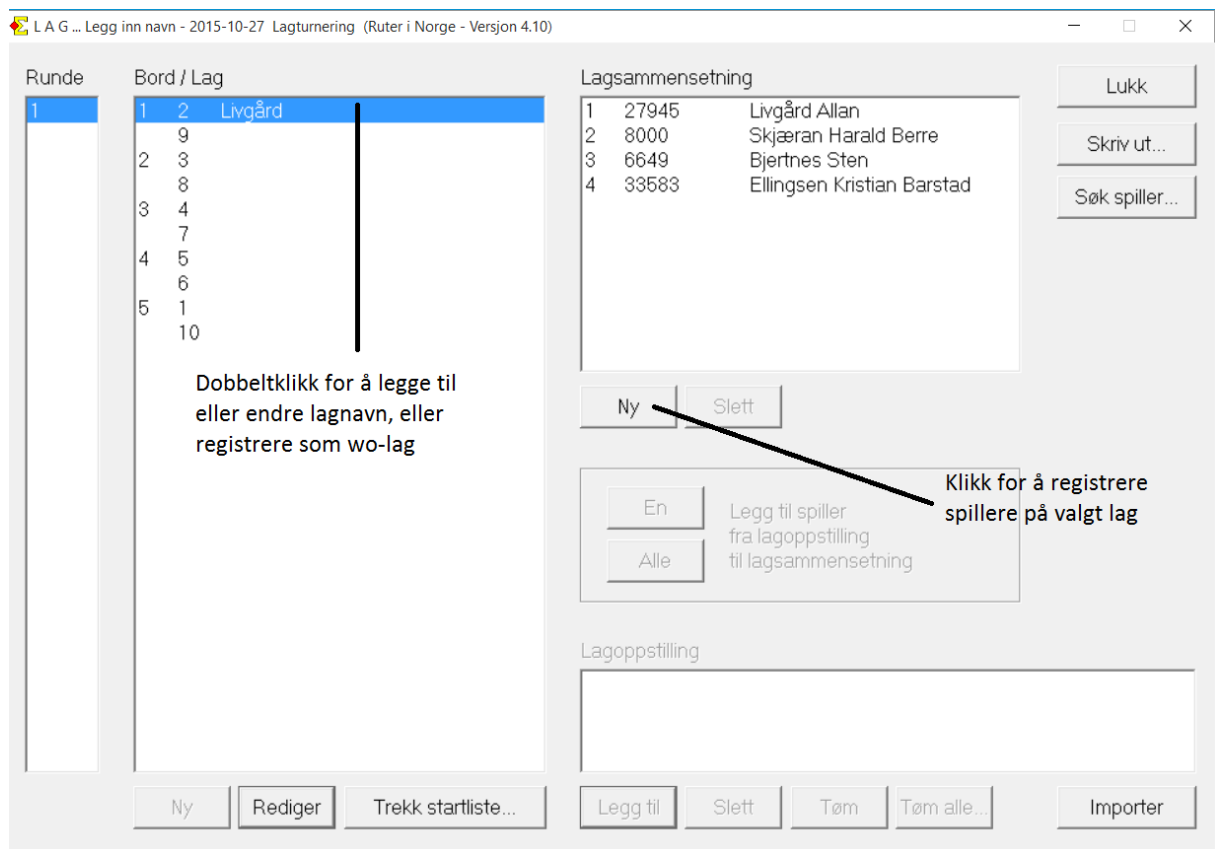 L A G ... Legg inn navn - 2015-10-27 Lagturnering (Ruter i Norge - Versjon 4.10)
Runde
1
Bord / Lag
1 2 Livgård
9
2 3
8
3 4
7
4 5
6
5 1
10
Dobbeltklikk for å legge til
eller endre lagnavn, eller
registrere som wo-lag
Ny
Rediger
Trekk startliste...
Lagsammensetning
1 27945 Livgård Allan
2 8000 Skjæran Harald Berre
3 6649 Bjertnes Sten
4 33583 Ellingsen Kristian Barstad
Ny
Slett
Klikk for å registrere
spillere på valgt lag
En
Alle
Legg til spiller
fra lagoppstilling
til lagsammensetning
Lagoppstilling
Legg til
Slett
Tøm
Tøm alle...
Lukk
Skriv ut...
Søk spiller...
Importer